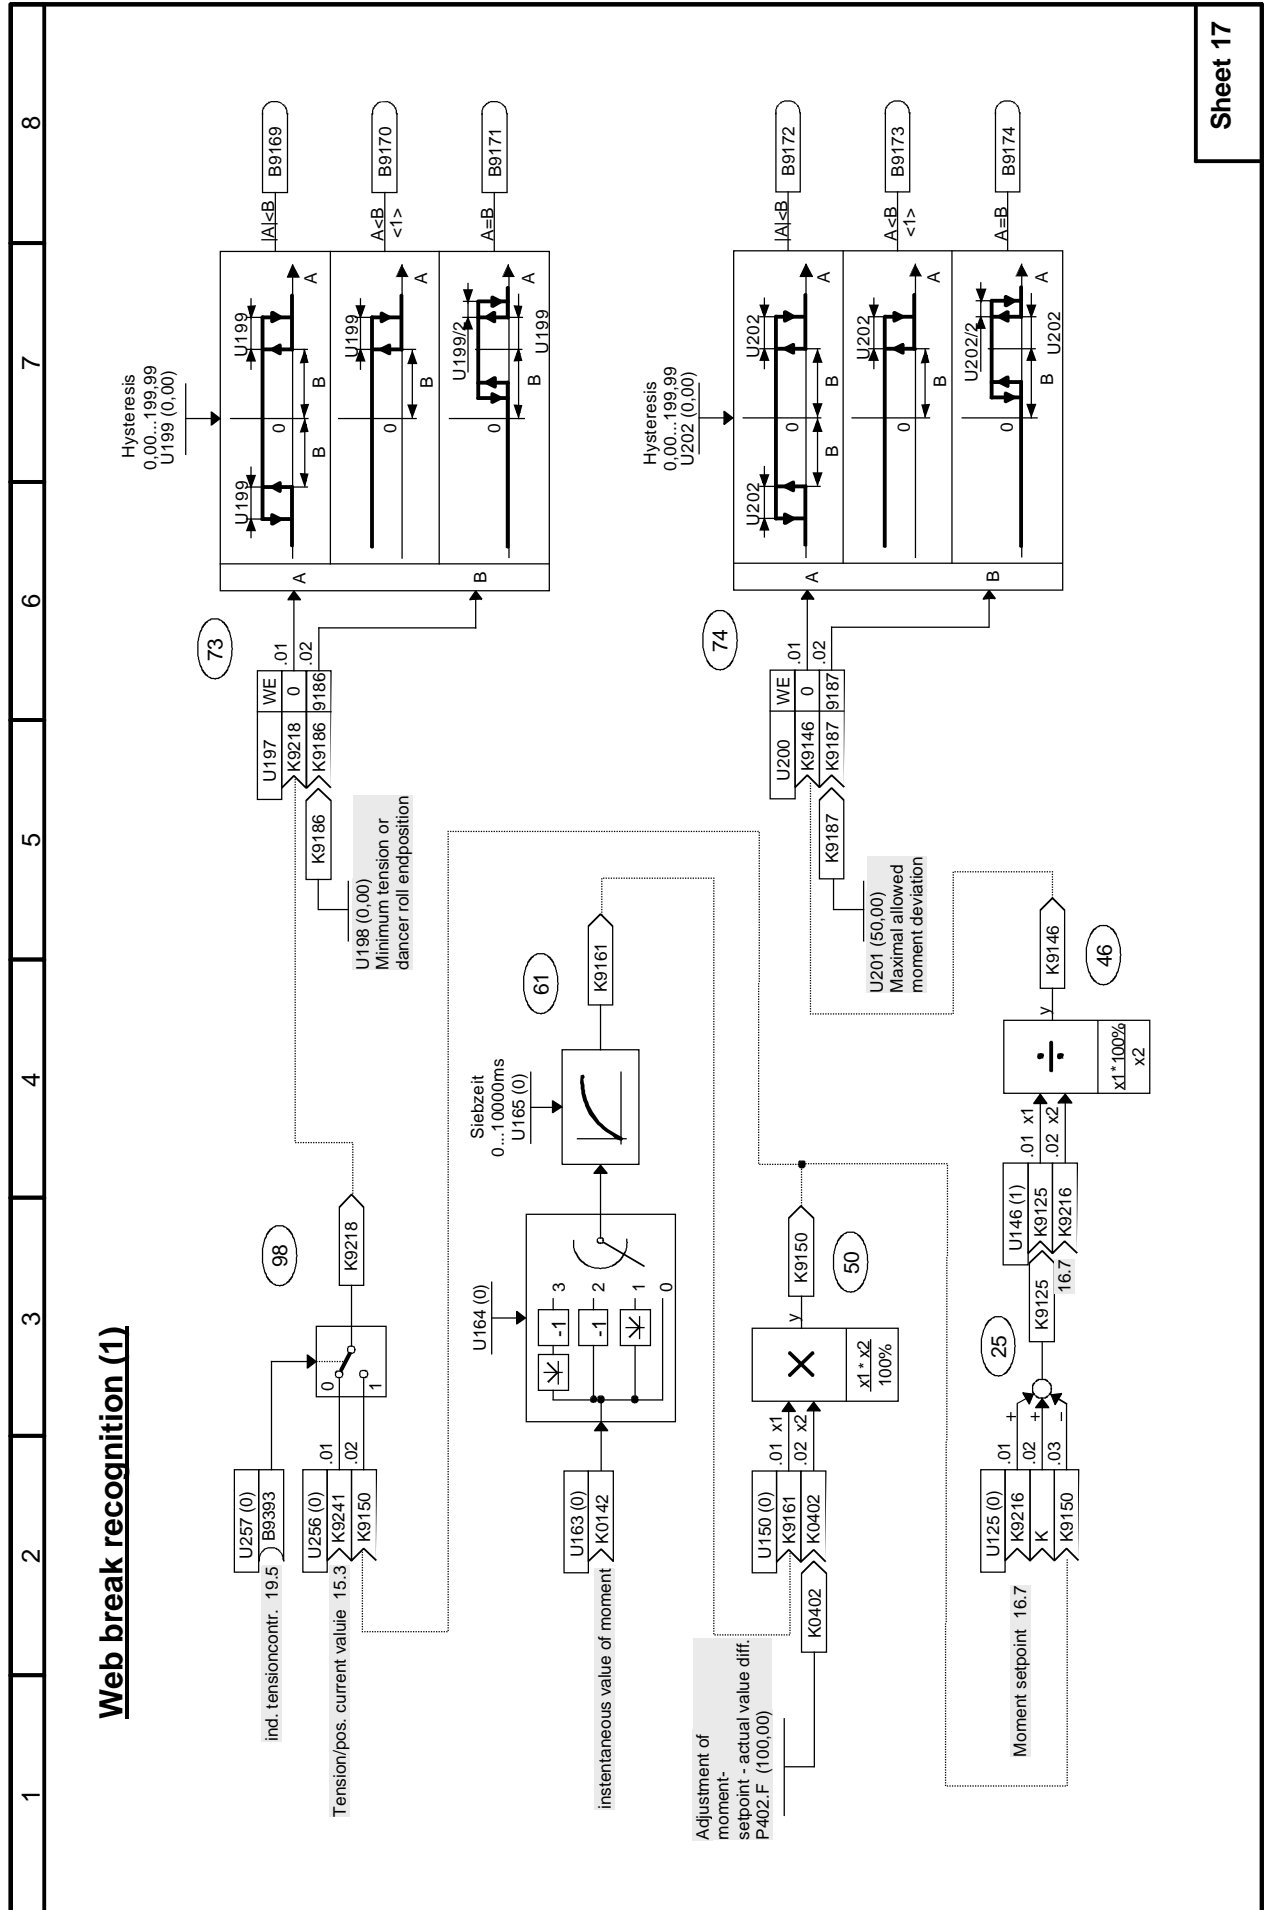 1
2
3
4
5
6
7
8
Web break recognition (1)
U257 (0)
ind. tensioncontr. 19.5
B9393
U256 (0)
Tension/pos. current valuie 15.3
K9241
.01
K9150
.02
0
1
98
K9218
U198 (0,00)
Minimum tension or
dancer roll endposition
K9186
U197
WE
K9218
0
.01
K9186
9186
.02
73
Hysteresis
0,00...199,99
U199 (0,00)
A
B
U199
U199
0
B
B
A
|A|<B
B9169
U199
0
B
A
A<B
<1>
B9170
U199/2
0
B
U199
A
A=B
B9171
U163 (0)
instentaneous value of moment
K0142
U164 (0)
-1
3
-1
2
1
0
Siebzeit
0...10000ms
U165 (0)
61
K9161
Adjustment of
moment-
setpoint - actual value diff.
P402.F (100,00)
K0402
U150 (0)
K9161
.01 x1
K0402
.02 x2
x1* x2
100%
y
K9150
50
U201 (50,00)
Maximal allowed
moment deviation
K9187
U200
WE
K9146
0
.01
K9187
9187
.02
74
Hysteresis
0,00...199,99
U202 (0,00)
A
B
U202
U202
0
B
B
A
|A|<B
B9172
U202
0
B
A
A<B
<1>
B9173
U202/2
0
B
U202
A
A=B
B9174
Moment setpoint 16.7
U125 (0)
K9216
.01
+
K
.02
+
K9150
.03
–
25
K9125
16.7
U146 (1)
K9125
.01 x1
K9216
.02 x2
x1*100%
x2
y
K9146
46
Sheet 17